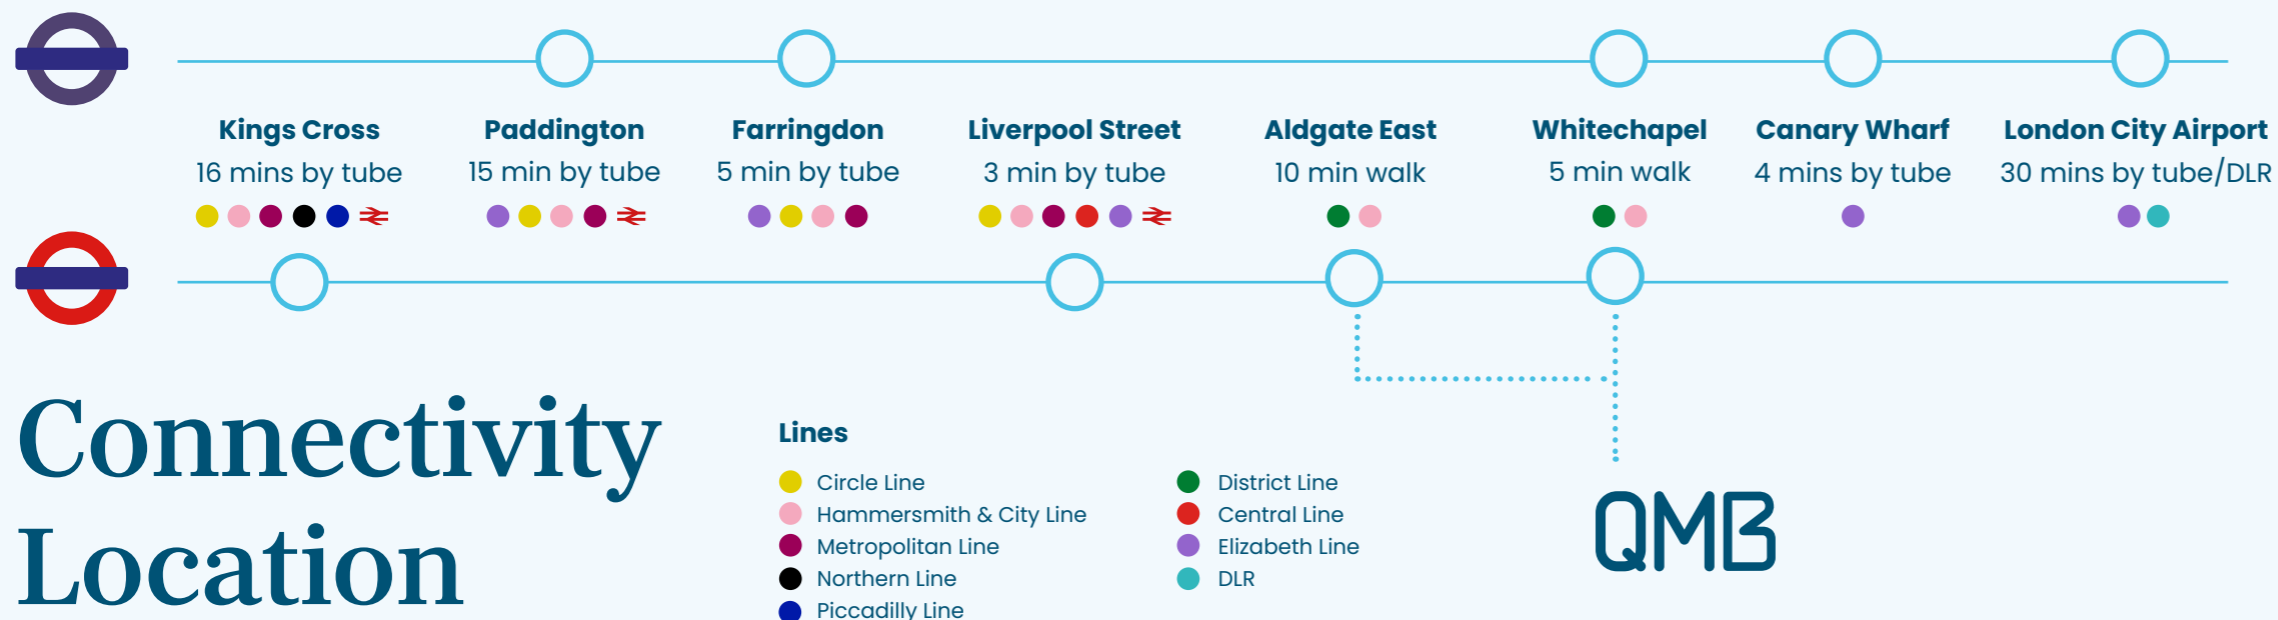 Kings Cross
16 mins by tube
Paddington
15 min by tube
Farringdon
5 min by tube
Liverpool Street
3 min by tube
Aldgate East
10 min walk
Whitechapel
5 min walk
Canary Wharf
4 mins by tube
London City Airport
30 mins by tube/DLR
Connectivity
Location
Lines
Circle Line
Hammersmith & City Line
Metropolitan Line
Northern Line
Piccadilly Line
District Line
Central Line
Elizabeth Line
DLR
QMB